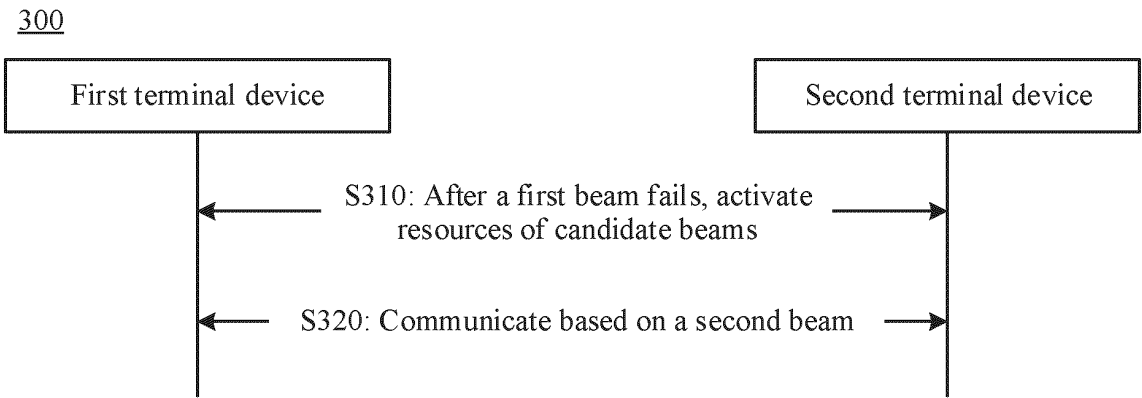 300
First terminal device
Second terminal device
S310: After a first beam fails, activate
resources of candidate beams
S320: Communicate based on a second beam